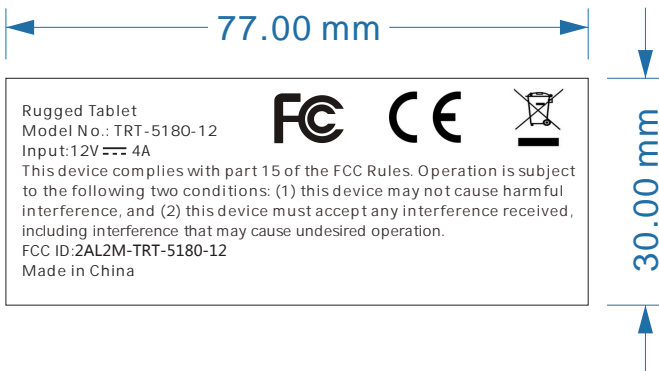 77.00 mm
FC CE
Rugged Tablet
Model No.: TRT-5180-12
Input:12V ⎓ 4A
This device complies with part 15 of the FCC Rules. Operation is subject
to the following two conditions: (1) this device may not cause harmful
interference, and (2) this device must accept any interference received,
including interference that may cause undesired operation.
FCC ID:2AL2M-TRT-5180-12
Made in China
30.00 mm